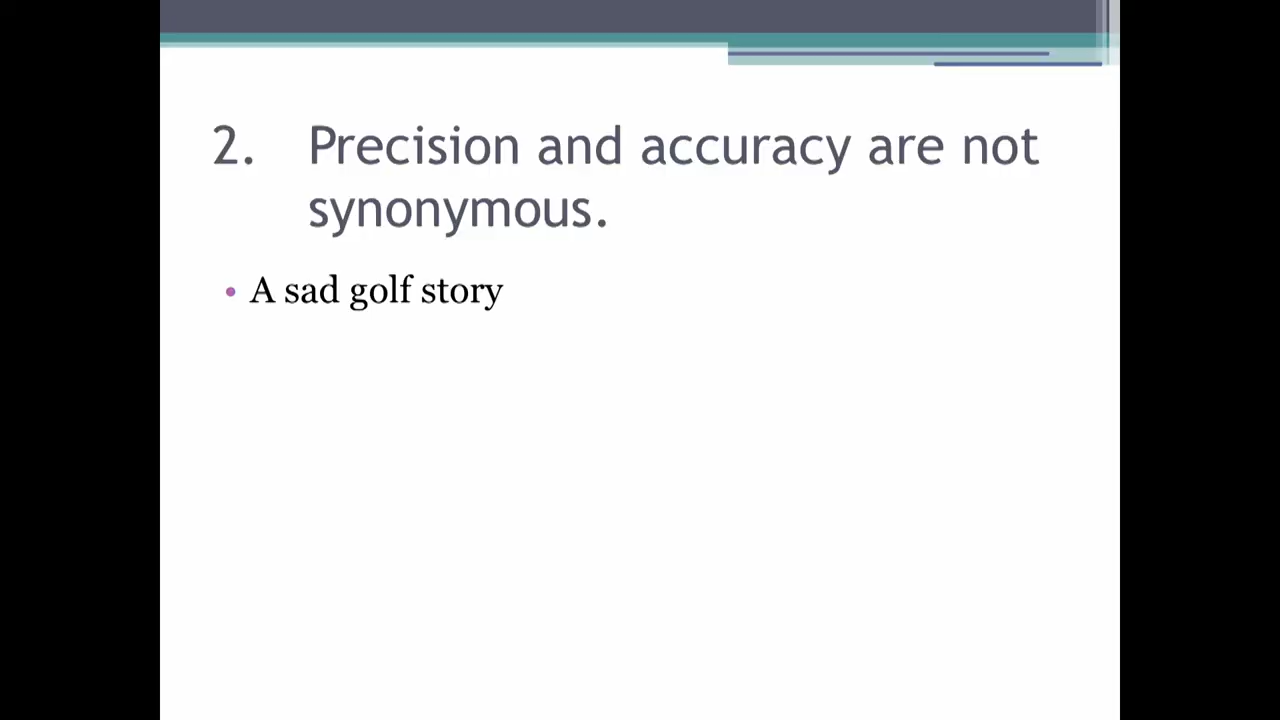 2. Precision and accuracy are not
synonymous.
• A sad golf story